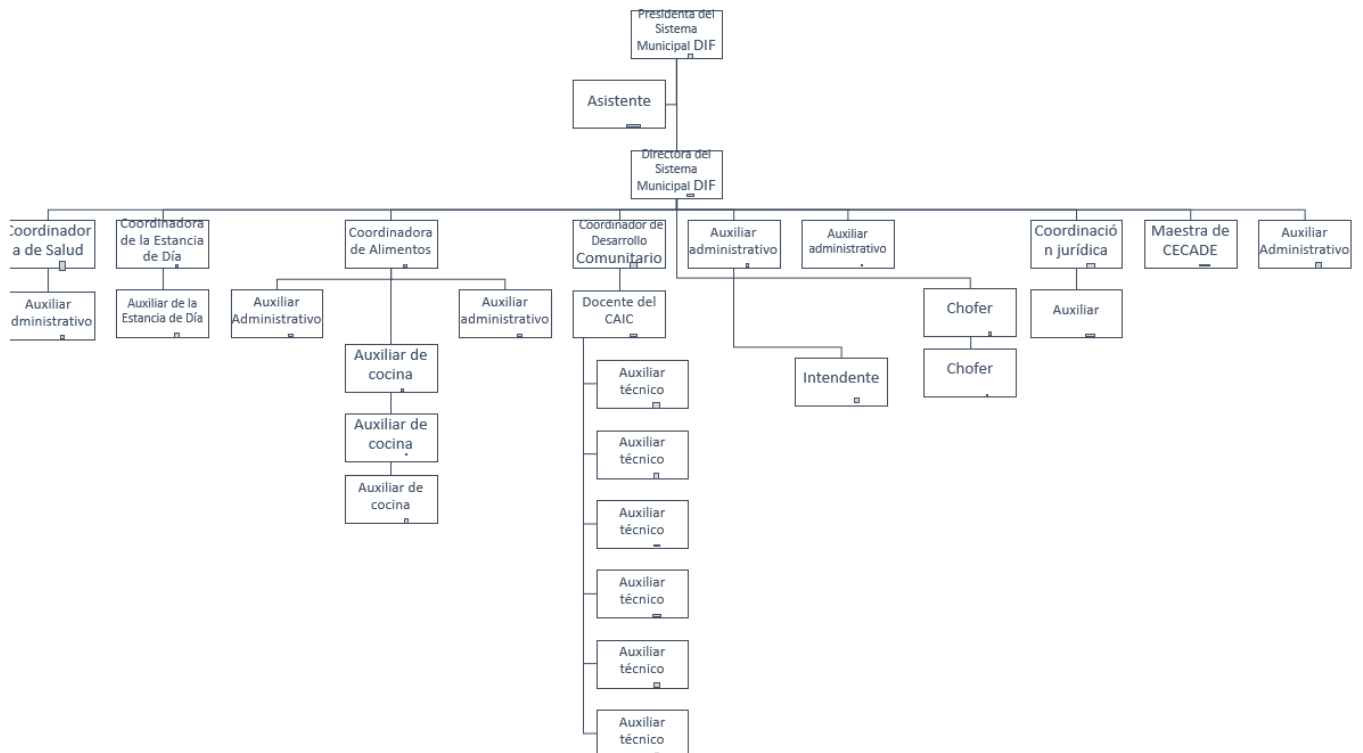 Presidenta del
Sistema
Municipal DIF
Asistente
Directora del
Sistema
Municipal DIF
Coordinador
a de Salud
Coordinadora
de la Estancia
de Día
Coordinadora
de Alimentos
Coordinador de
Desarrollo
Comunitario
Auxiliar
administrativo
Auxiliar
administrativo
Coordinació
n jurídica
Maestra de
CECADE
Auxiliar
Administrativo
Auxiliar
dministrativo
Auxiliar de la
Estancia de Día
Auxiliar
Administrativo
Auxiliar
administrativo
Docente del
CAIC
Chofer
Auxiliar
Auxiliar de
cocina
Auxiliar
técnico
Intendente
Chofer
Auxiliar de
cocina
Auxiliar
técnico
Auxiliar de
cocina
Auxiliar
técnico
Auxiliar
técnico
Auxiliar
técnico
Auxiliar
técnico